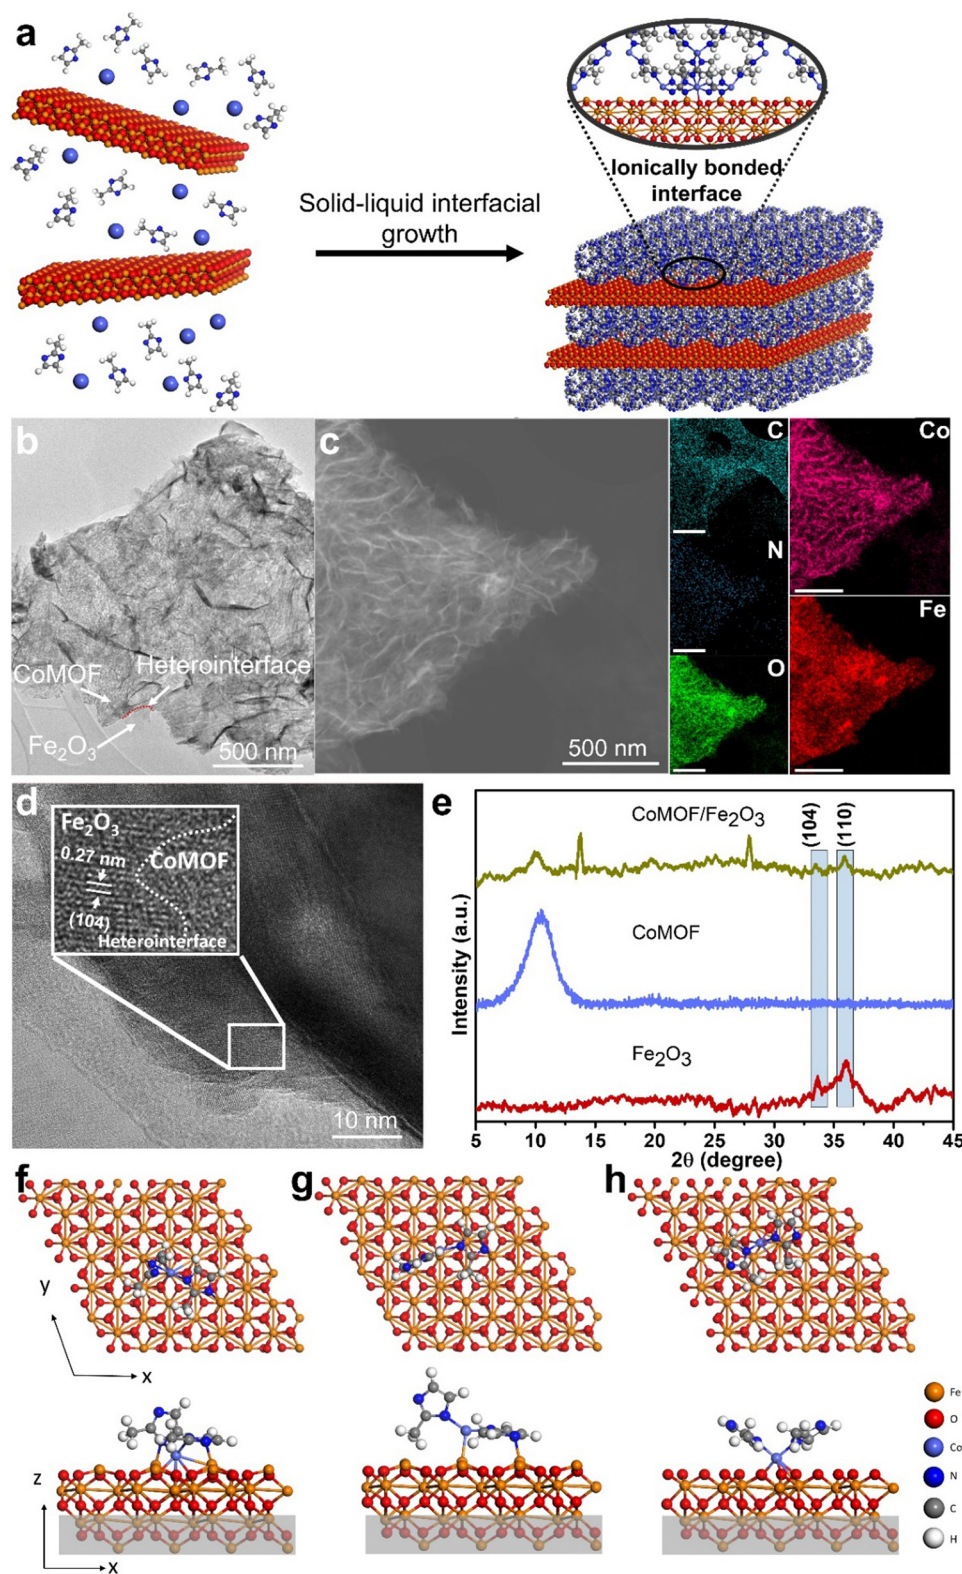 a
Ionically bonded
interface
Solid-liquid interfacial
growth
b
CoMOF
Heterointerface
Fe₂O₃
500 nm
c
500 nm
C
N
O
Co
Fe
d
Fe₂O₃
0.27 nm
CoMOF
(104)
Heterointerface
10 nm
e
CoMOF/Fe₂O₃
(104)
(110)
CoMOF
Fe₂O₃
Intensity (a.u.)
5 10 15 20 25 30 35 40 45
2θ (degree)
f
g
h
y
x
z
x
Fe
O
Co
N
C
H